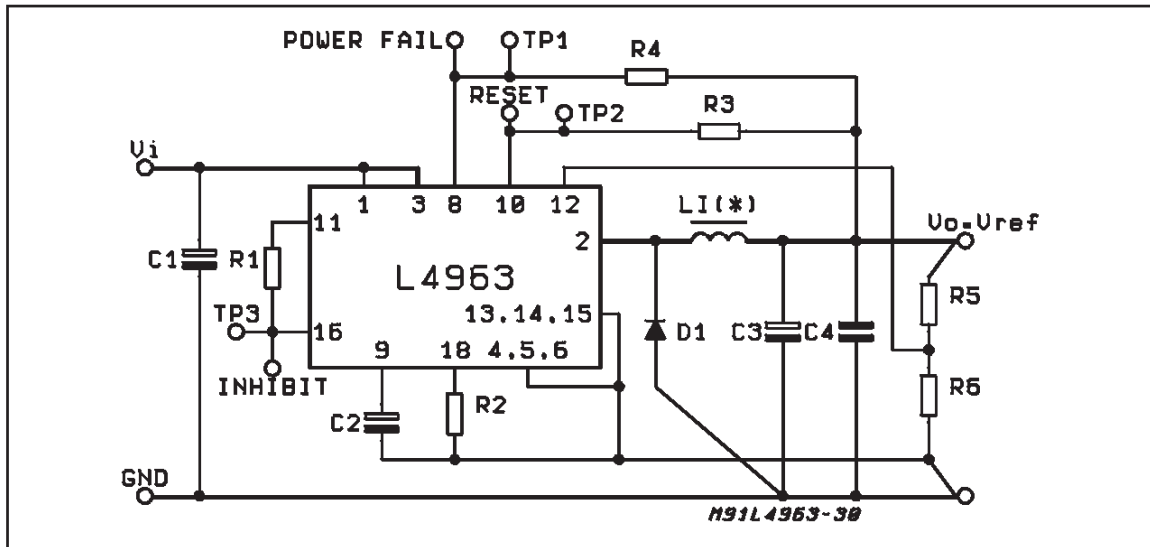 POWER FAIL
TP1
R4
RESET
TP2
R3
Vi
1
3
8
10
12
11
2
LI(*)
Vo=Vref
C1
R1
L4963
R5
TP3
13.14.15
16
D1
C3
C4
9
18
4.5.6
INHIBIT
C2
R2
R6
GND
M91L4963-30